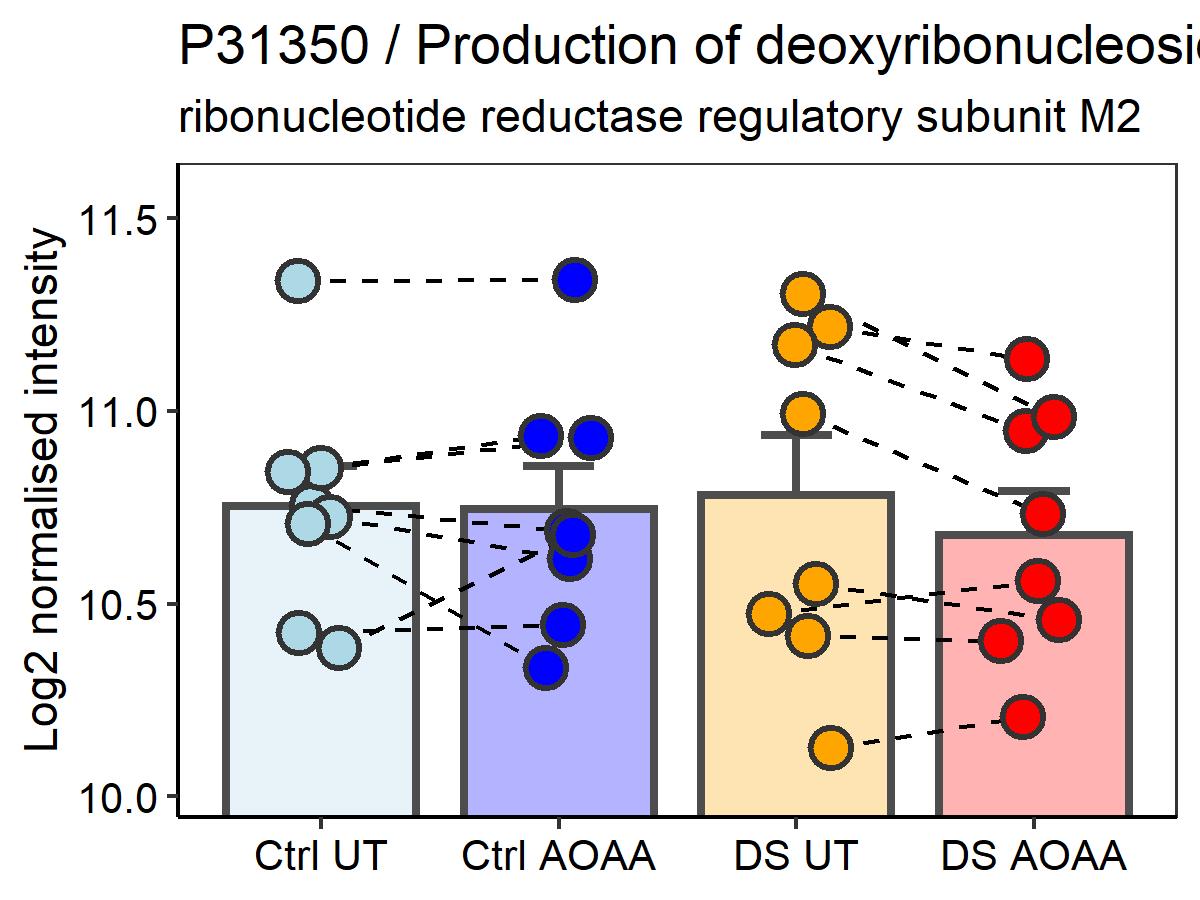 P31350 / Production of deoxyribonucleosi
ribonucleotide reductase regulatory subunit M2
Log2 normalised intensity
11.5
11.0
10.5
10.0
Ctrl UT
Ctrl AOAA
DS UT
DS AOAA